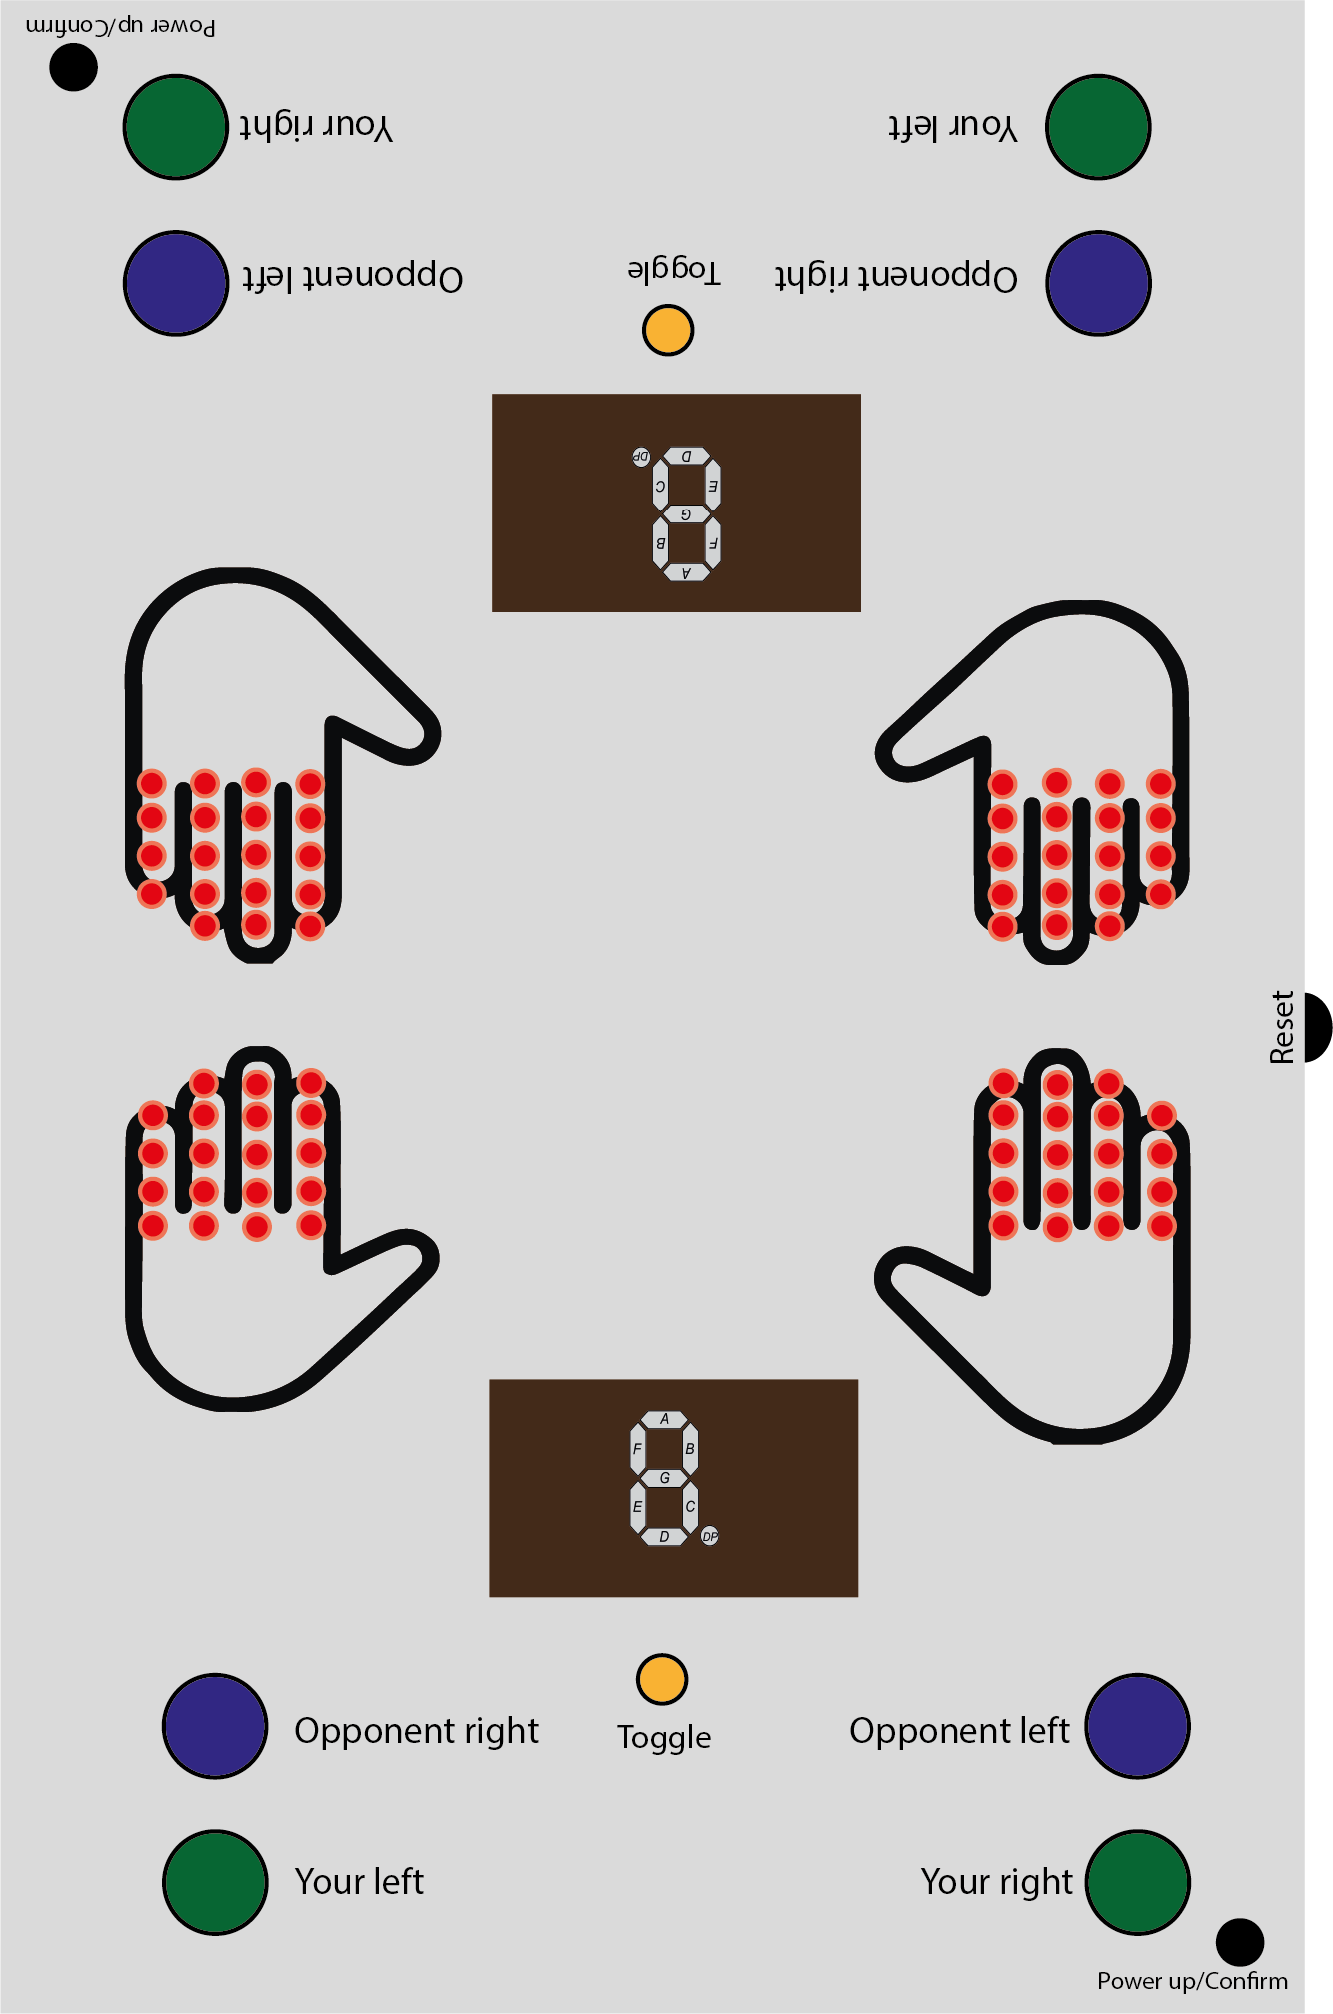 Power up/Confirm
Your right
Your left
Opponent left
Toggle
Opponent right
DP
D
C
E
G
B
F
A
Reset
A
F
B
G
E
C
D
DP
Opponent right
Toggle
Opponent left
Your left
Your right
Power up/Confirm